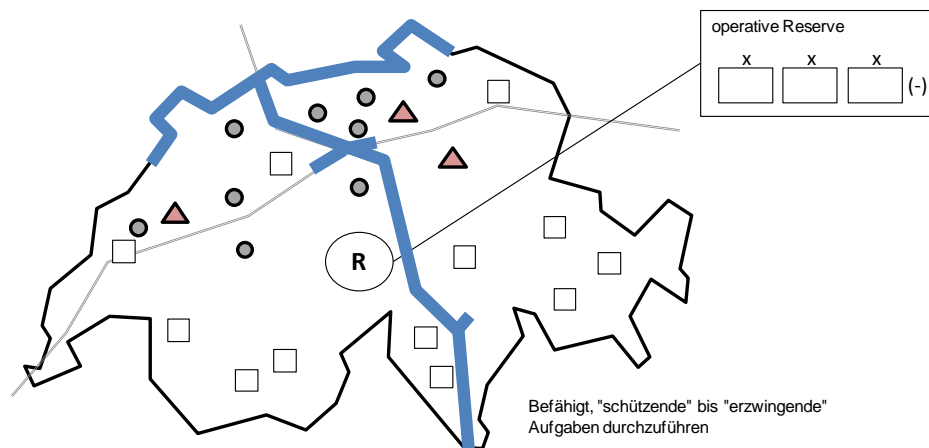 operative Reserve
x x x
(-)
R
Befähigt, "schützende" bis "erzwingende"
Aufgaben durchzuführen